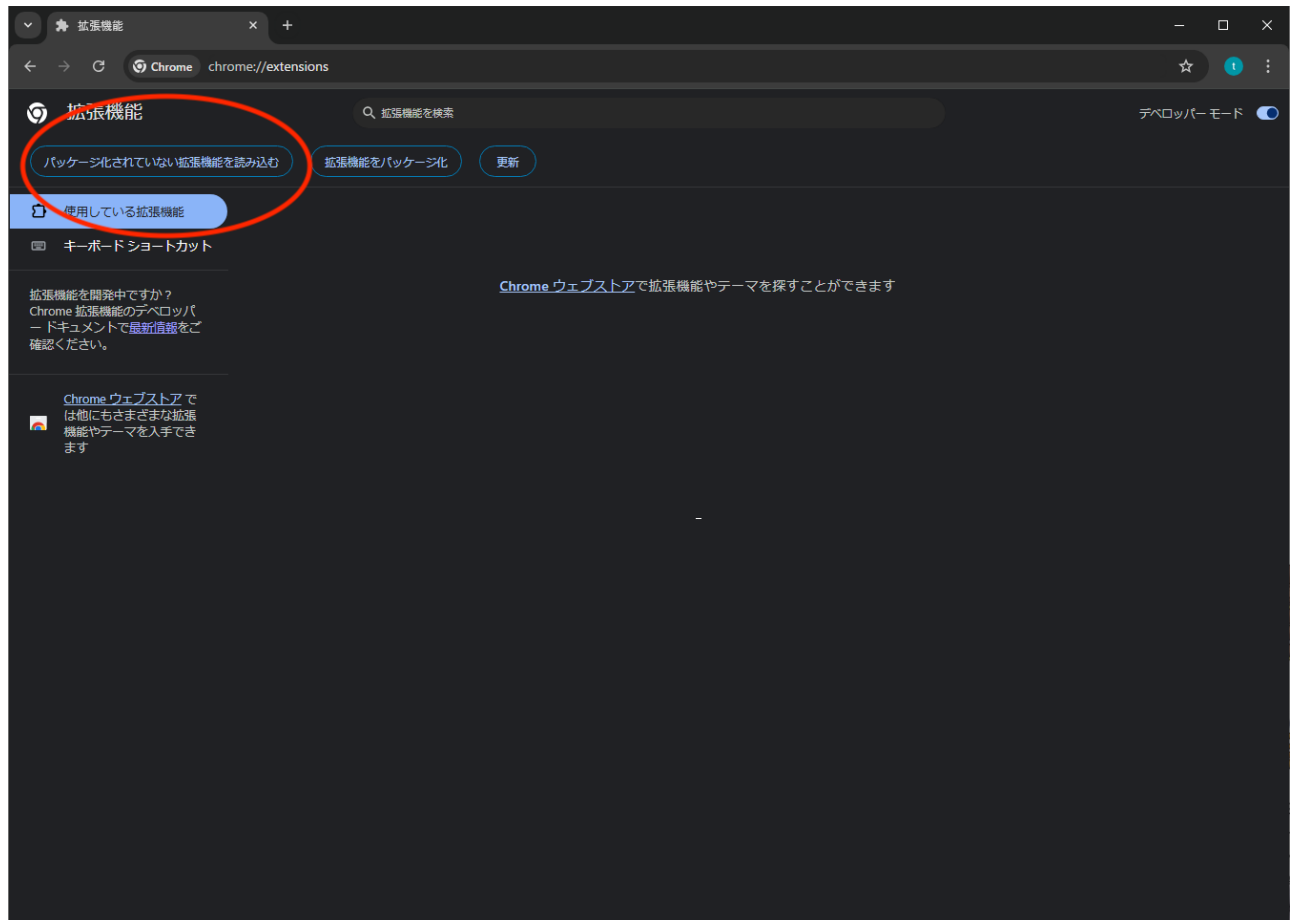 拡張機能
Chrome chrome://extensions
t
拡張機能
拡張機能を検索
デベロッパー モード
パッケージ化されていない拡張機能を読み込む
拡張機能をパッケージ化
更新
使用している拡張機能
キーボード ショートカット
拡張機能を開発中ですか？
Chrome 拡張機能のデベロッパ
ー ドキュメントで最新情報をご
確認ください。
Chrome ウェブストア で
は他にもさまざまな拡張
機能やテーマを入手でき
ます
Chrome ウェブストアで拡張機能やテーマを探すことができます